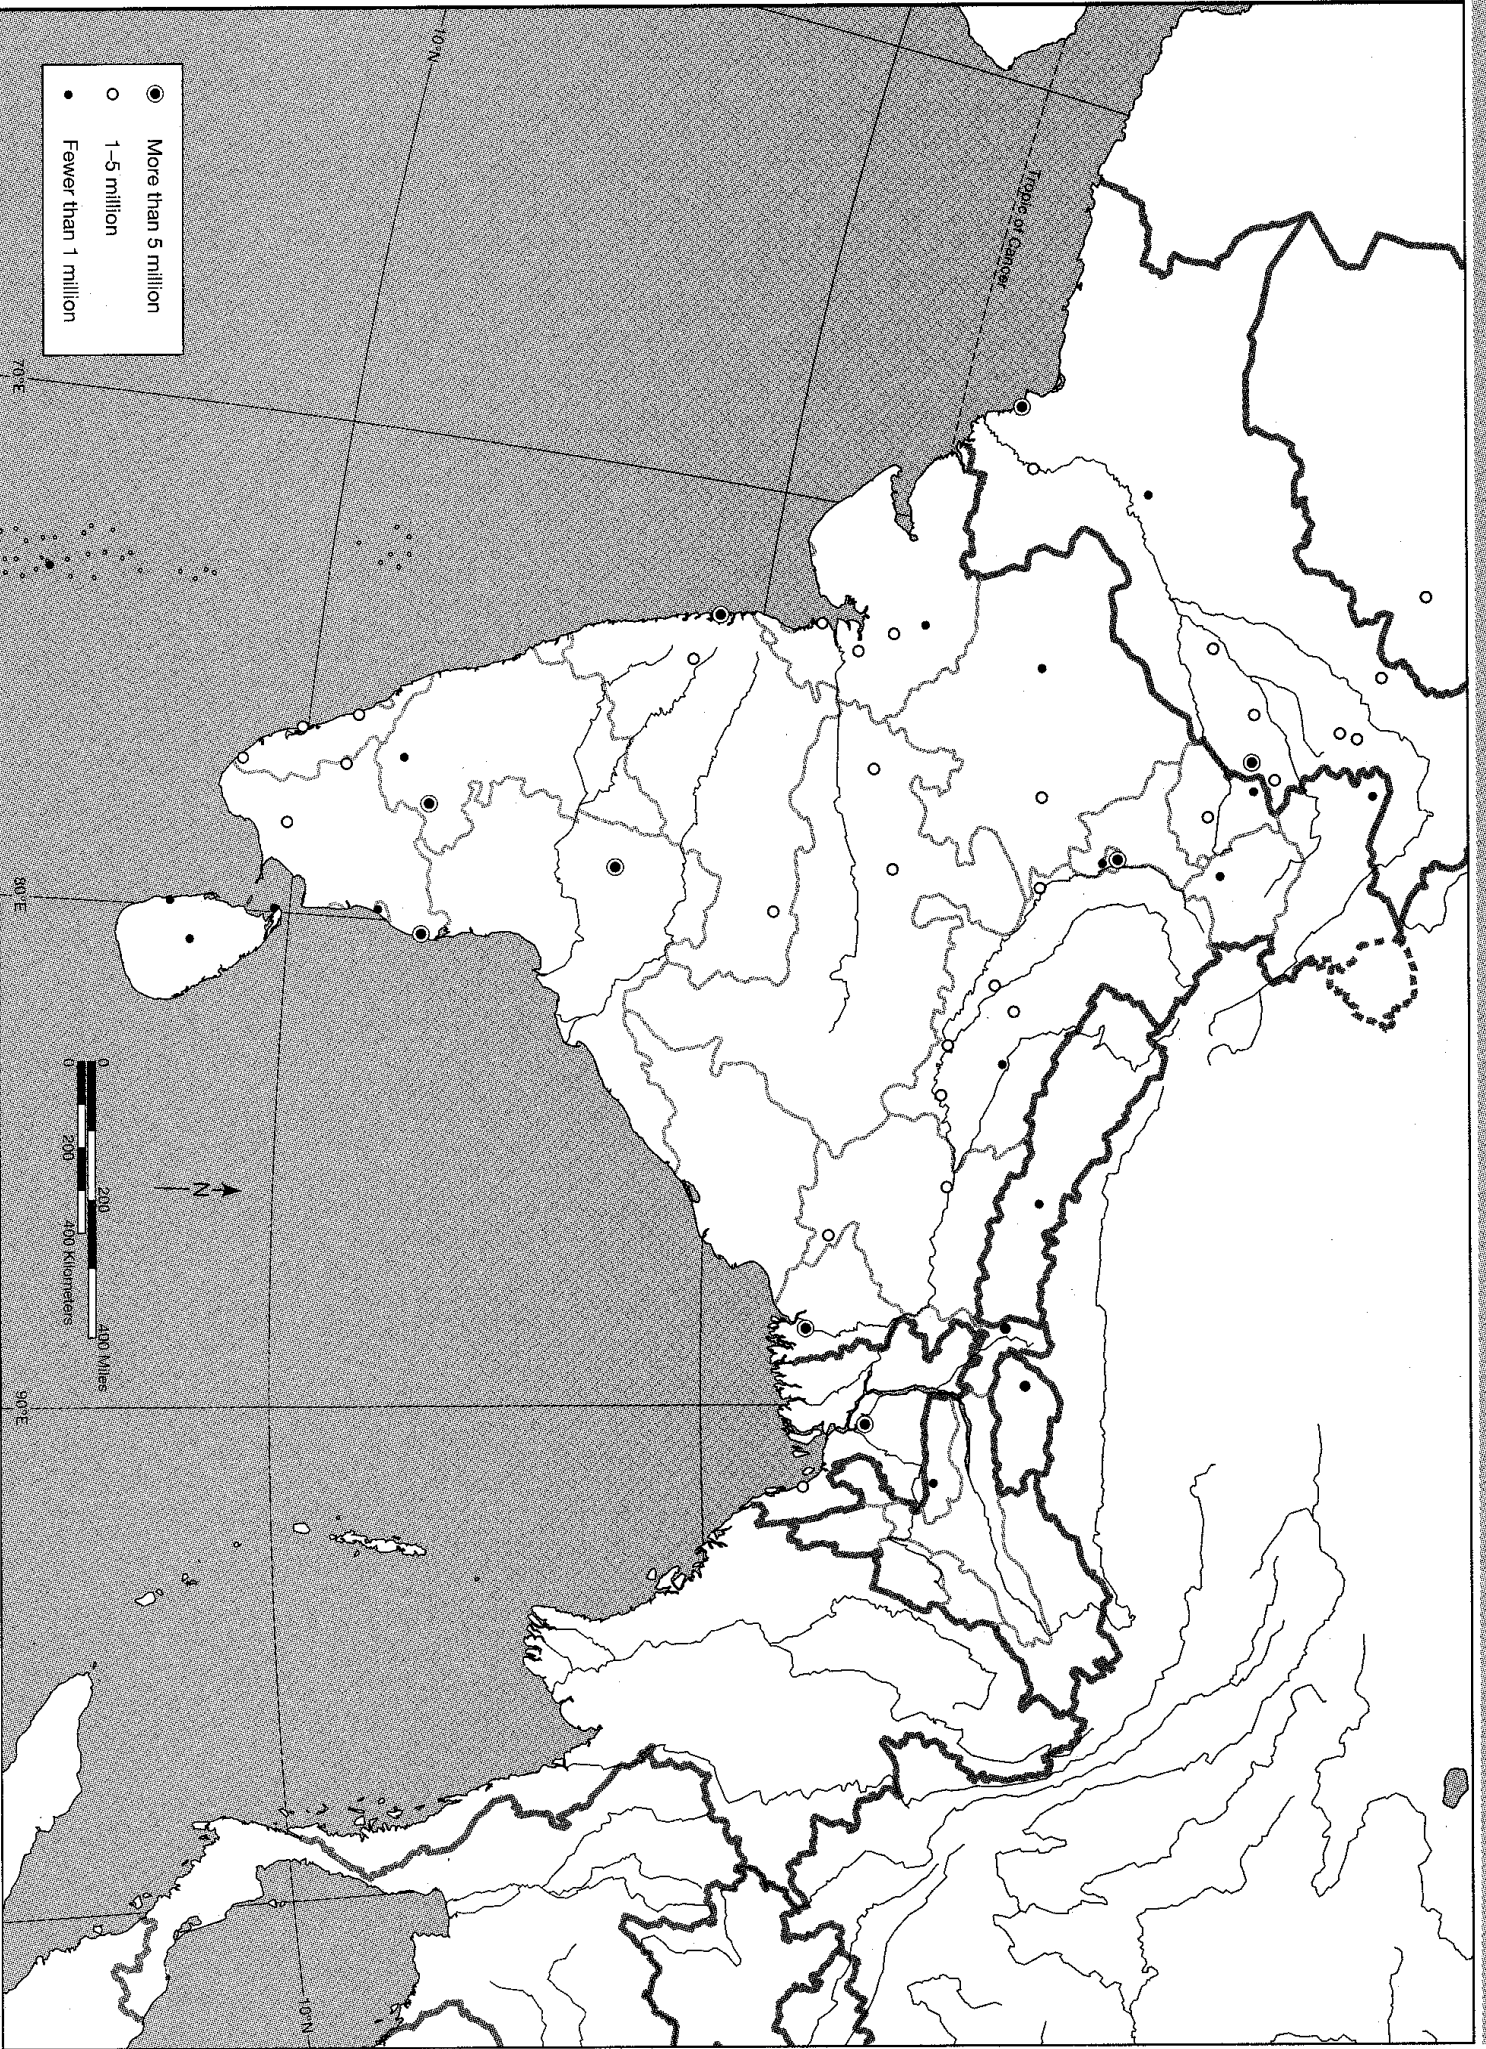 10°N
Tropic of Cancer
More than 5 million
1–5 million
Fewer than 1 million
70°E
80°E
90°E
10°N
N
0 200 400 Miles
0 200 400 Kilometers